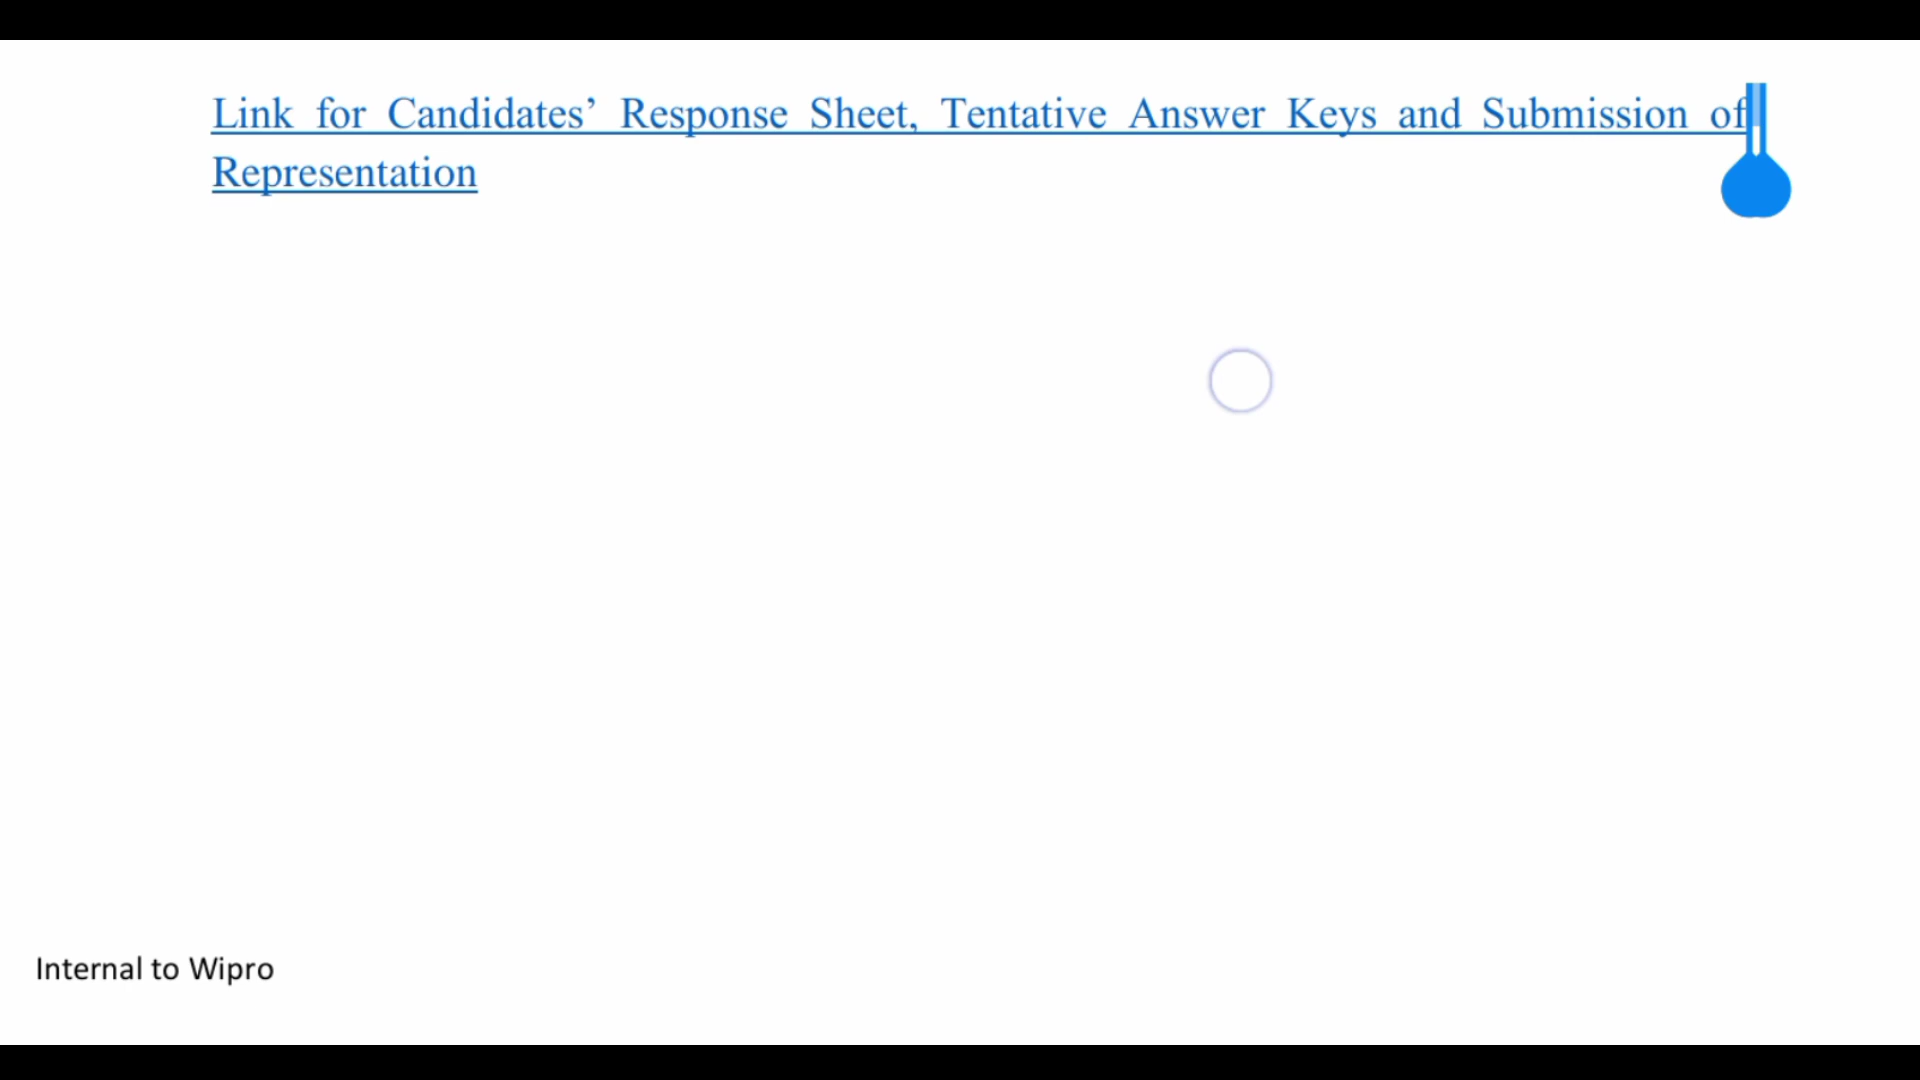 Link for Candidates’ Response Sheet, Tentative Answer Keys and Submission of
Representation
Internal to Wipro